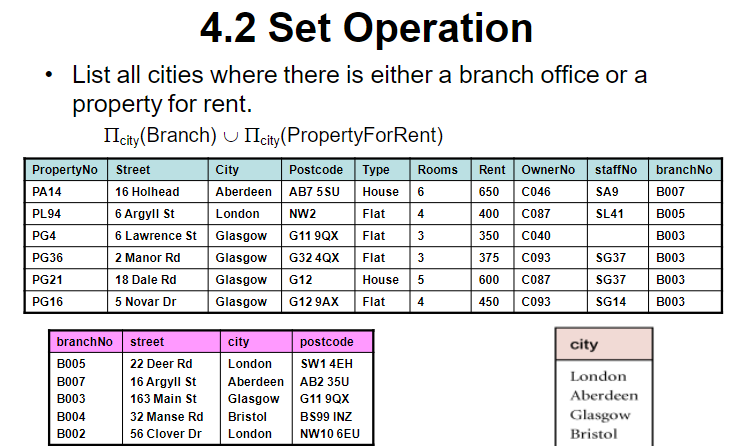 4.2 Set Operation
• List all cities where there is either a branch office or a
property for rent.
Πcity(Branch) ∪ Πcity(PropertyForRent)
PropertyNo Street City Postcode Type Rooms Rent OwnerNo staffNo branchNo
PA14 16 Holhead Aberdeen AB7 5SU House 6 650 C046 SA9 B007
PL94 6 Argyll St London NW2 Flat 4 400 C087 SL41 B005
PG4 6 Lawrence St Glasgow G11 9QX Flat 3 350 C040 B003
PG36 2 Manor Rd Glasgow G32 4QX Flat 3 375 C093 SG37 B003
PG21 18 Dale Rd Glasgow G12 House 5 600 C087 SG37 B003
PG16 5 Novar Dr Glasgow G12 9AX Flat 4 450 C093 SG14 B003
branchNo street city postcode
B005 22 Deer Rd London SW1 4EH
B007 16 Argyll St Aberdeen AB2 35U
B003 163 Main St Glasgow G11 9QX
B004 32 Manse Rd Bristol BS99 INZ
B002 56 Clover Dr London NW10 6EU
city
London
Aberdeen
Glasgow
Bristol